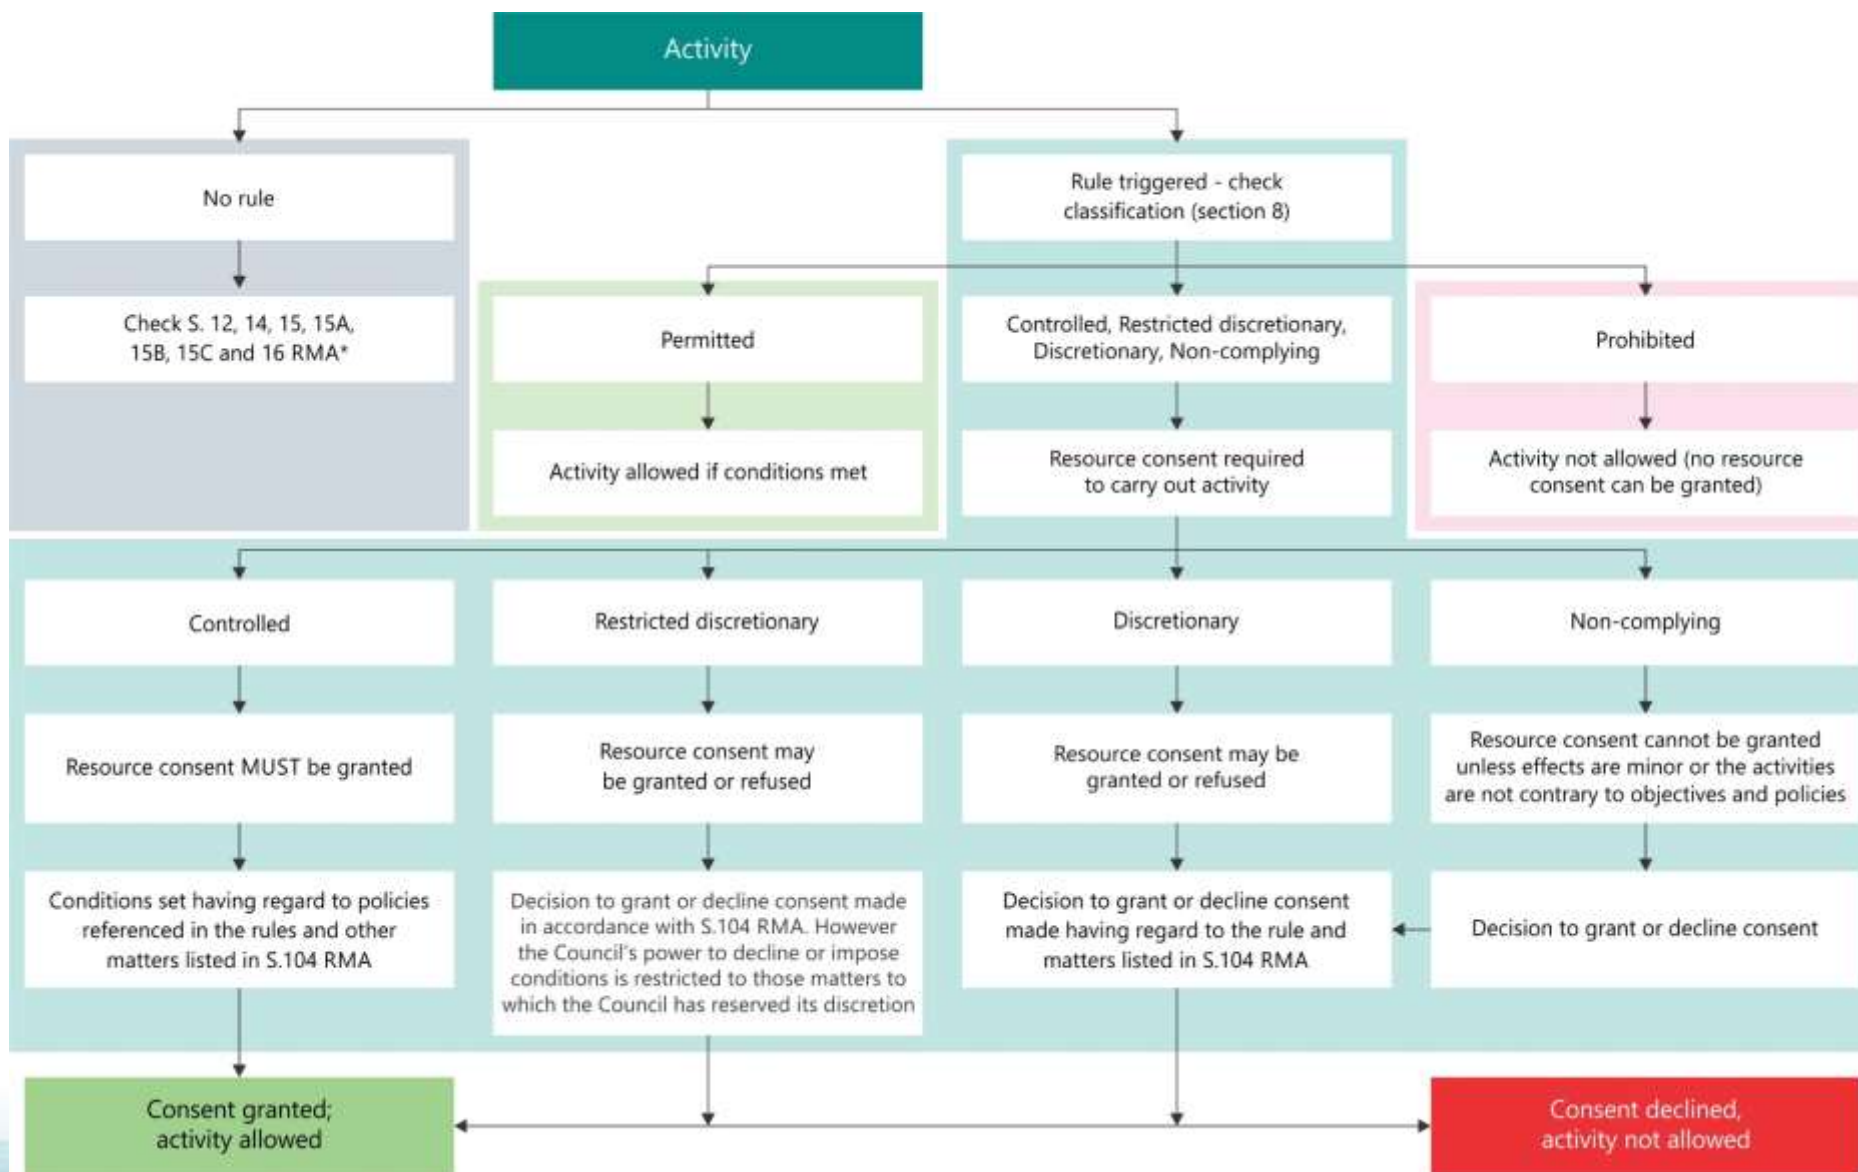 Activity
No rule
Rule triggered - check
classification (section 8)
Check S. 12, 14, 15, 15A,
15B, 15C and 16 RMA*
Permitted
Controlled, Restricted discretionary,
Discretionary, Non-complying
Prohibited
Activity allowed if conditions met
Resource consent required
to carry out activity
Activity not allowed (no resource
consent can be granted)
Controlled
Restricted discretionary
Discretionary
Non-complying
Resource consent MUST be granted
Resource consent may
be granted or refused
Resource consent may be
granted or refused
Resource consent cannot be granted
unless effects are minor or the activities
are not contrary to objectives and policies
Conditions set having regard to policies
referenced in the rules and other
matters listed in S.104 RMA
Decision to grant or decline consent made
in accordance with S.104 RMA. However
the Council's power to decline or impose
conditions is restricted to those matters to
which the Council has reserved its discretion
Decision to grant or decline consent
made having regard to the rule and
matters listed in S.104 RMA
Decision to grant or decline consent
Consent granted;
activity allowed
Consent declined,
activity not allowed